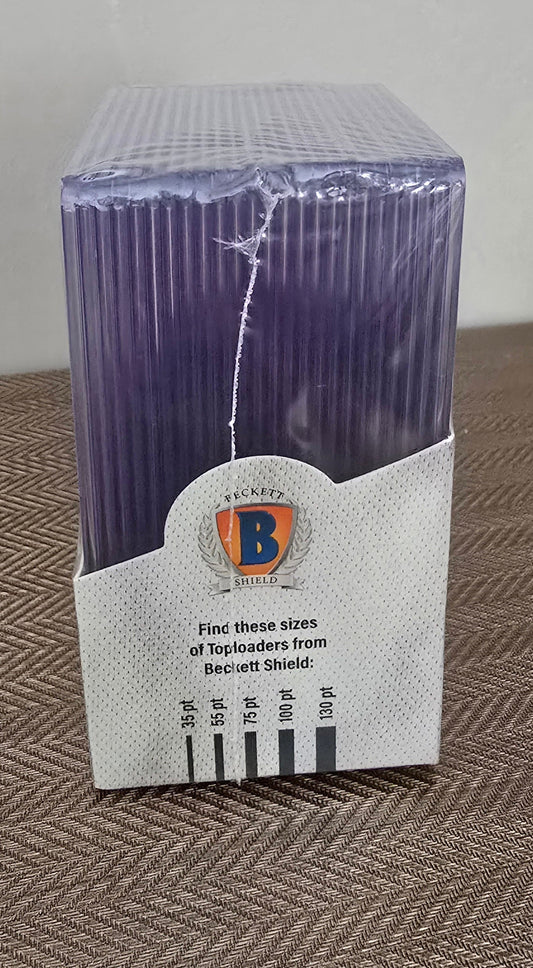 BECKETT
B
SHIELD
Find these sizes
of Toploaders from
Beckett Shield:
35 pt
55 pt
75 pt
100 pt
130 pt